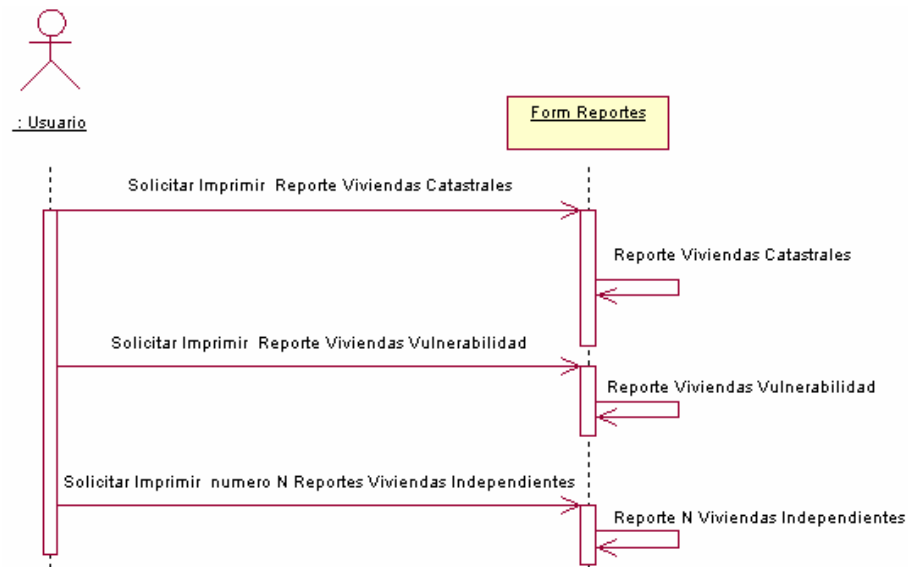 : Usuario
Form Reportes
Solicitar Imprimir Reporte Viviendas Catastrales
Reporte Viviendas Catastrales
Solicitar Imprimir Reporte Viviendas Vulnerabilidad
Reporte Viviendas Vulnerabilidad
Solicitar Imprimir numero N Reportes Viviendas Independientes
Reporte N Viviendas Independientes